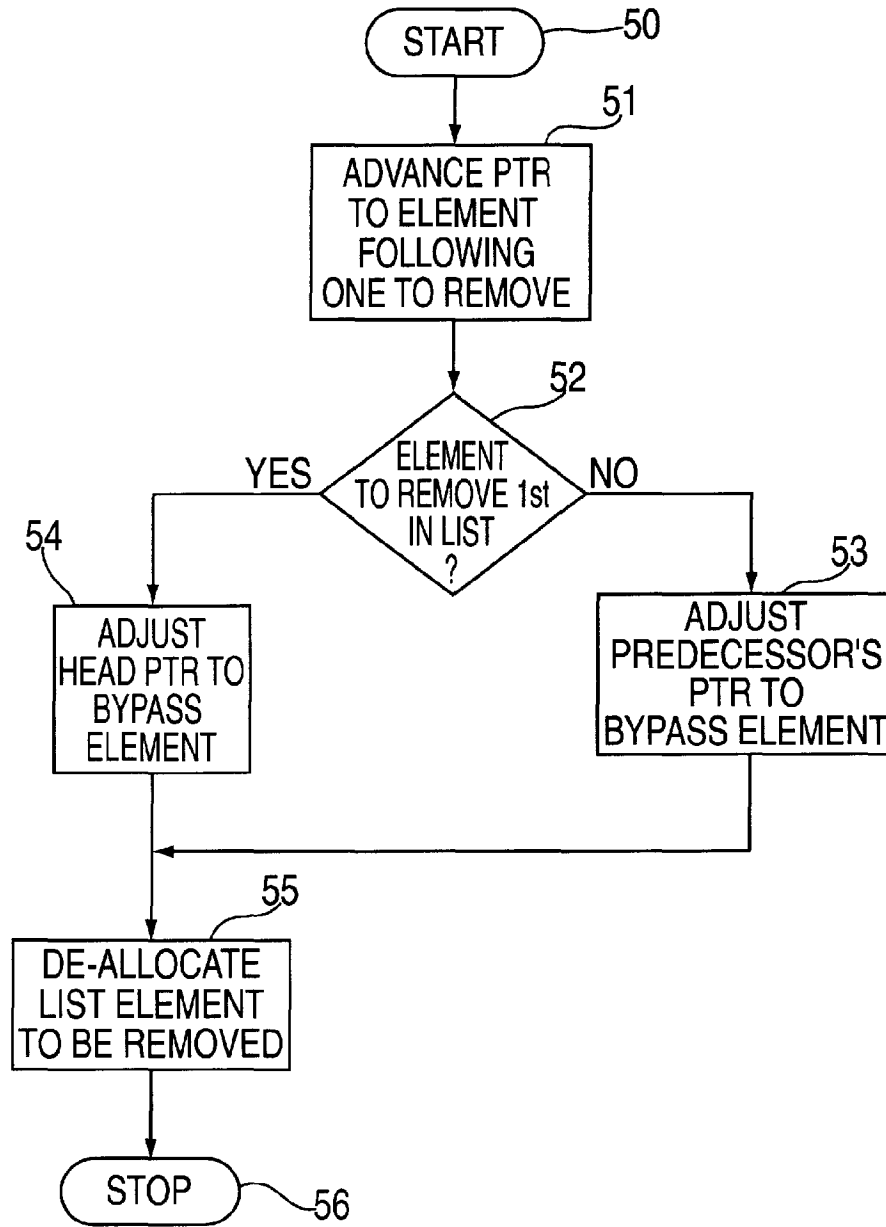 START
50
51
ADVANCE PTR
TO ELEMENT
FOLLOWING
ONE TO REMOVE
52
ELEMENT
TO REMOVE 1st
IN LIST
?
YES
NO
54
ADJUST
HEAD PTR TO
BYPASS
ELEMENT
53
ADJUST
PREDECESSOR'S
PTR TO
BYPASS ELEMENT
55
DE-ALLOCATE
LIST ELEMENT
TO BE REMOVED
STOP
56